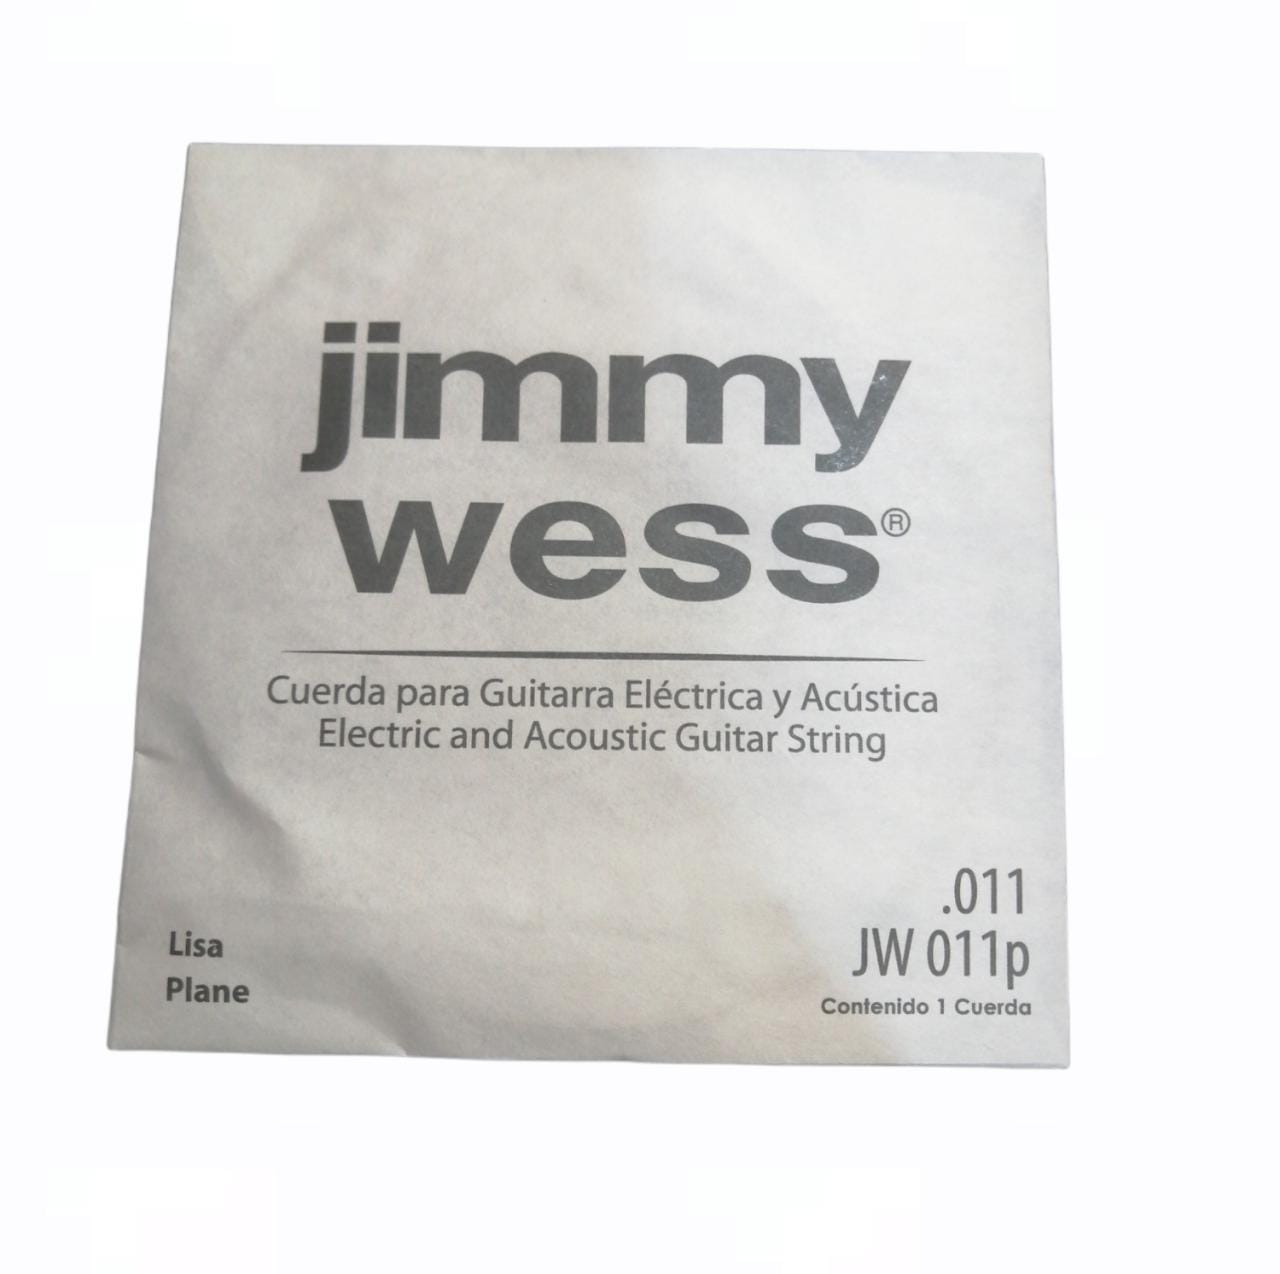 jimmy
wess®
Cuerda para Guitarra Eléctrica y Acústica
Electric and Acoustic Guitar String
.011
JW 011p
Contenido 1 Cuerda
Lisa
Plane